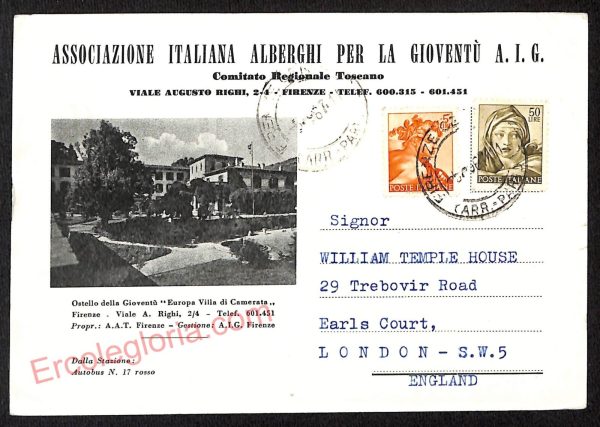 ASSOCIAZIONE ITALIANA ALBERGHI PER LA GIOVENTÙ A. I. G.
Comitato Regionale Toscano
VIALE AUGUSTO RIGHI, 2-4 - FIRENZE - TELEF. 600.315 - 601.451
POSTE ITALIANE
50
LIRE
POSTE ITALIANE
CARR.-PAR
CARR.-P
Signor
WILLIAM TEMPLE HOUSE
29 Trebovir Road
Earls Court,
LONDON - S.W.5
ENGLAND
Ostello della Gioventù "Europa Villa di Camerata„
Firenze . Viale A. Righi, 2/4 - Telef. 601.451
Propr.: A.A.T. Firenze - Gestione: A.I.G. Firenze
Dalla Stazione:
Autobus N. 17 rosso
Ercolegloria.com